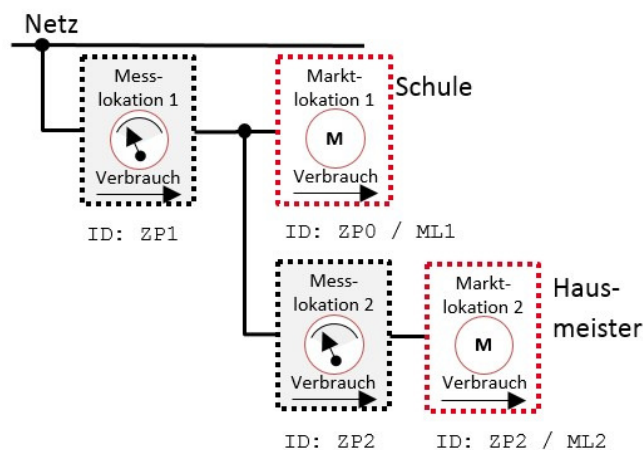 Netz
Mess-
lokation 1
Verbrauch
ID: ZP1
Markt-
lokation 1
M
Verbrauch
Schule
ID: ZP0 / ML1
Mess-
lokation 2
Verbrauch
ID: ZP2
Markt-
lokation 2
M
Verbrauch
Haus-
meister
ID: ZP2 / ML2